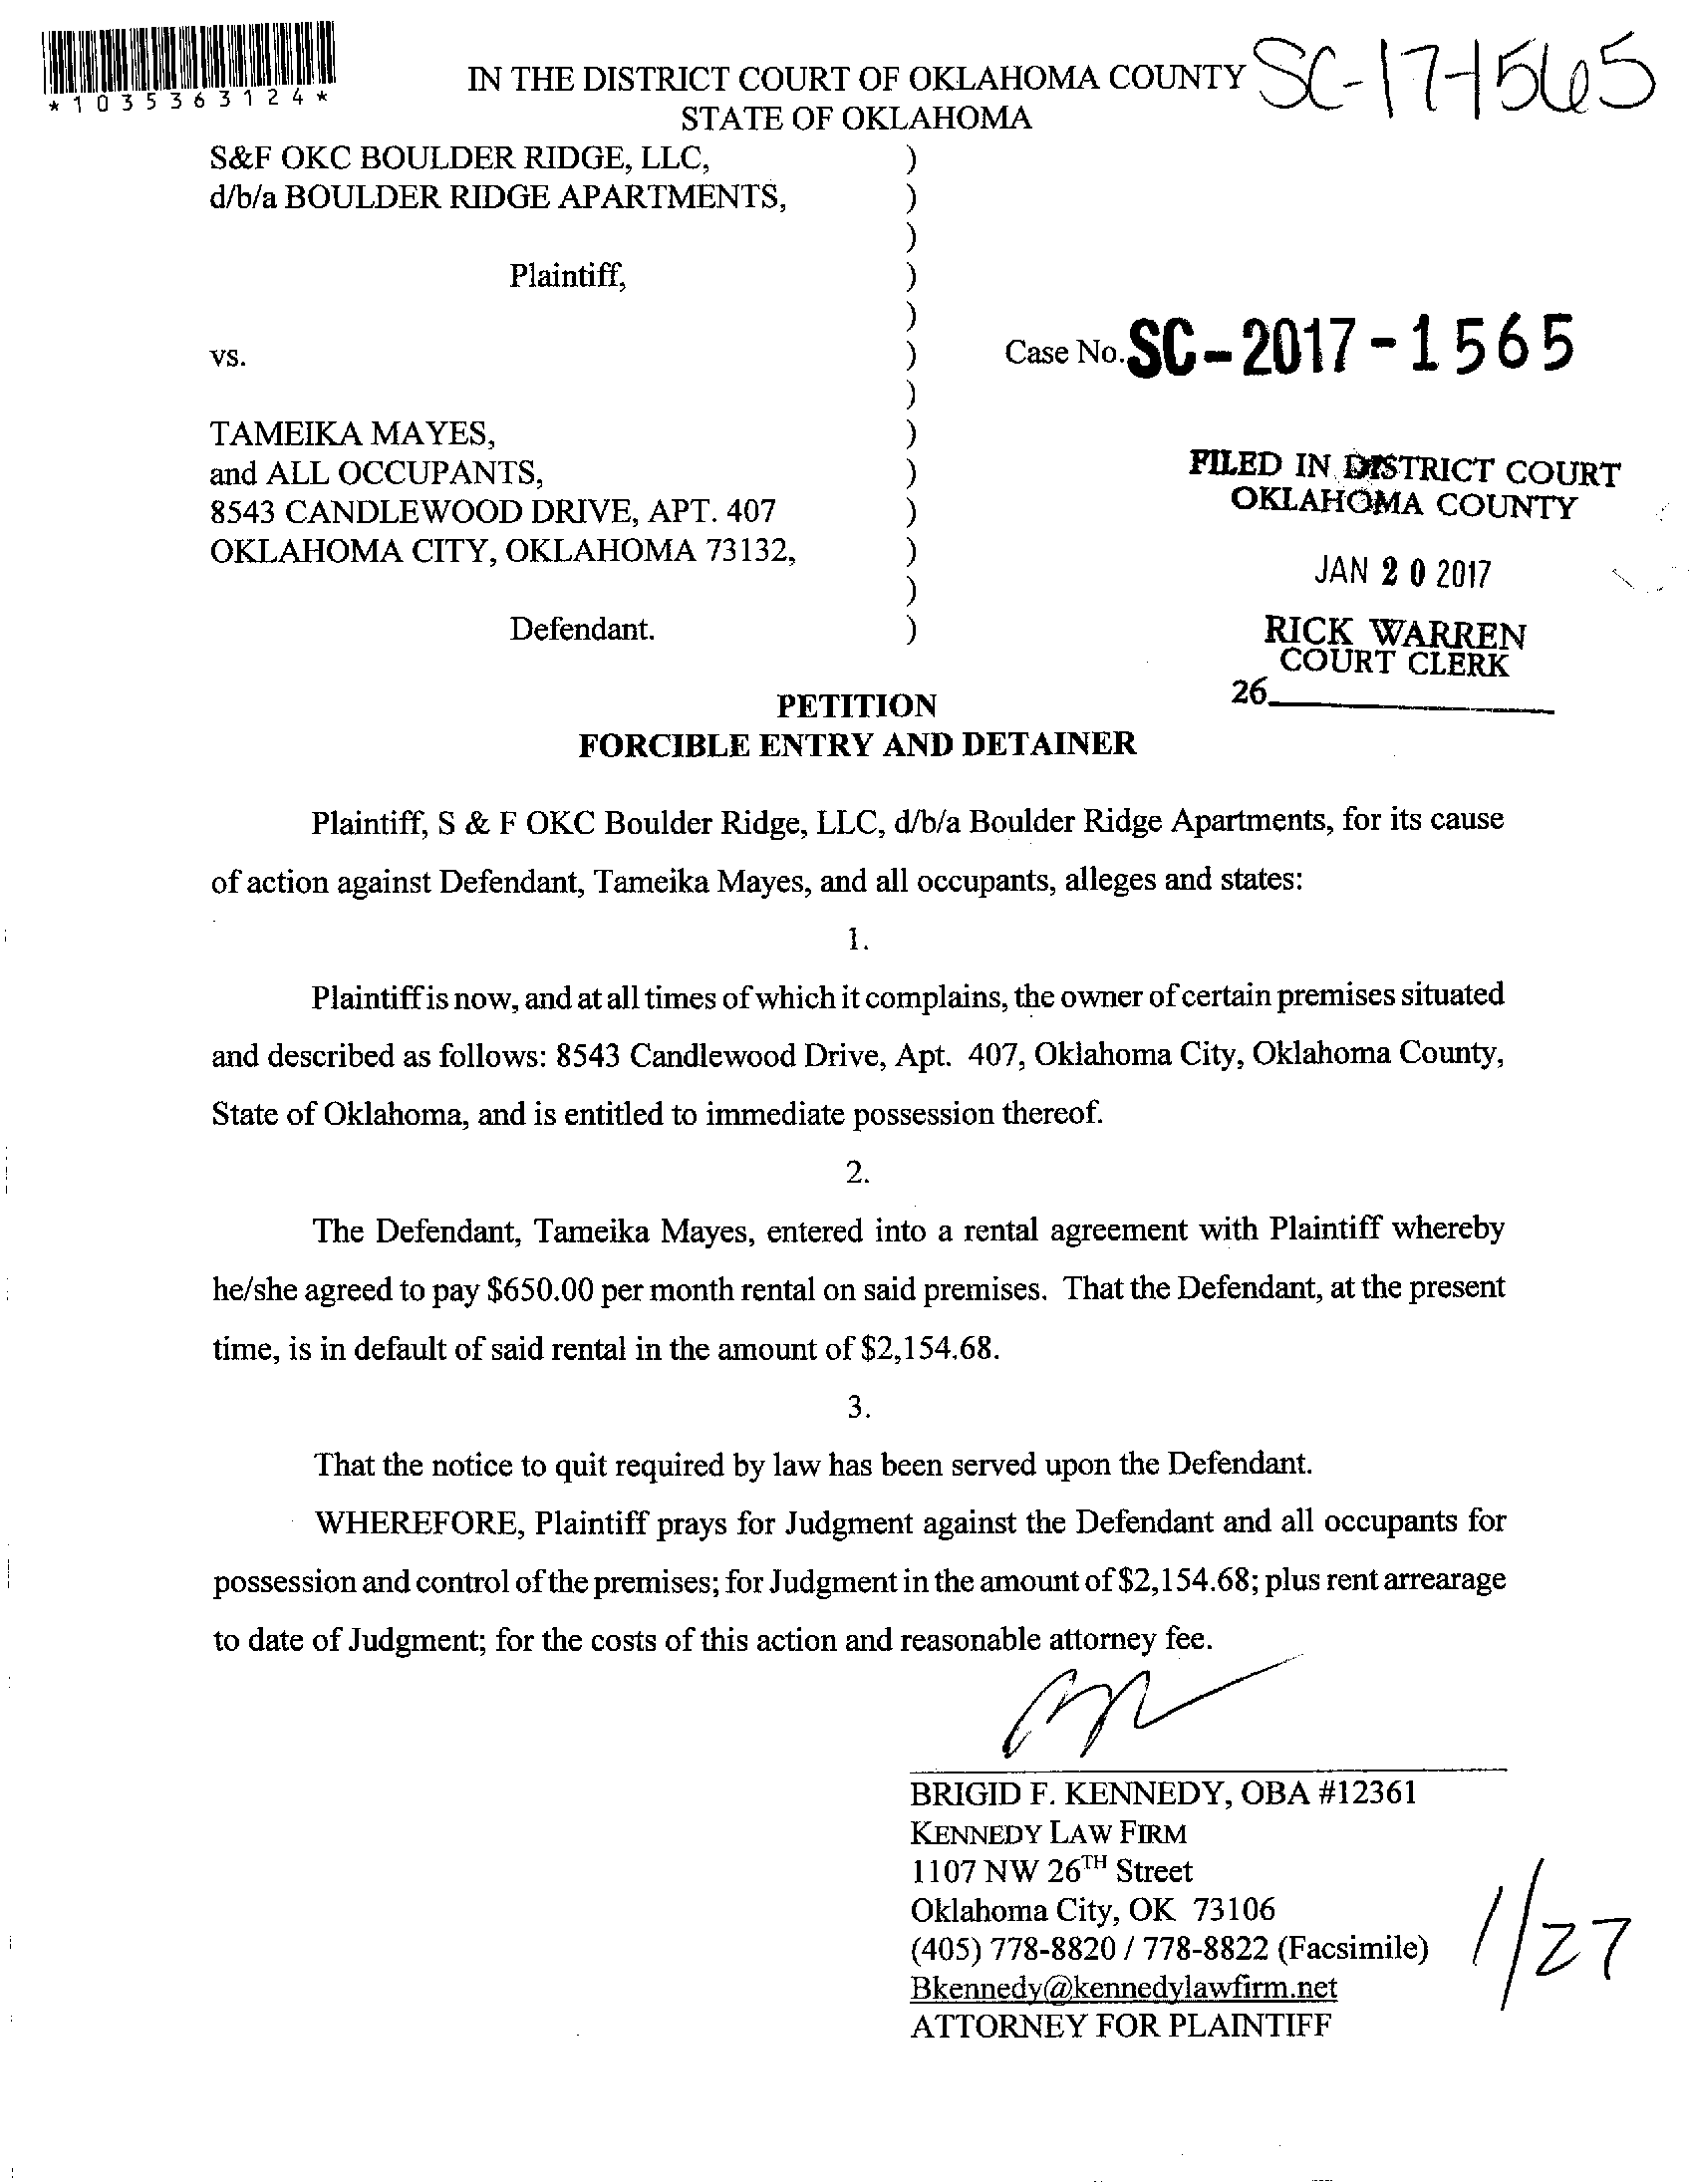 *1035363124*
SC-17-1565
IN THE DISTRICT COURT OF OKLAHOMA COUNTY
STATE OF OKLAHOMA
S&F OKC BOULDER RIDGE, LLC, )
d/b/a BOULDER RIDGE APARTMENTS, )
)
Plaintiff, )
)
vs. ) Case No. SC-2017-1565
)
TAMEIKA MAYES, )
and ALL OCCUPANTS, )
8543 CANDLEWOOD DRIVE, APT. 407 )
OKLAHOMA CITY, OKLAHOMA 73132, )
)
Defendant. )
FILED IN DISTRICT COURT
OKLAHOMA COUNTY
JAN 20 2017
RICK WARREN
COURT CLERK
26
PETITION
FORCIBLE ENTRY AND DETAINER
Plaintiff, S & F OKC Boulder Ridge, LLC, d/b/a Boulder Ridge Apartments, for its cause
of action against Defendant, Tameika Mayes, and all occupants, alleges and states:
1.
Plaintiff is now, and at all times of which it complains, the owner of certain premises situated
and described as follows: 8543 Candlewood Drive, Apt. 407, Oklahoma City, Oklahoma County,
State of Oklahoma, and is entitled to immediate possession thereof.
2.
The Defendant, Tameika Mayes, entered into a rental agreement with Plaintiff whereby
he/she agreed to pay $650.00 per month rental on said premises. That the Defendant, at the present
time, is in default of said rental in the amount of $2,154.68.
3.
That the notice to quit required by law has been served upon the Defendant.
WHEREFORE, Plaintiff prays for Judgment against the Defendant and all occupants for
possession and control of the premises; for Judgment in the amount of $2,154.68; plus rent arrearage
to date of Judgment; for the costs of this action and reasonable attorney fee.
BRIGID F. KENNEDY, OBA #12361
KENNEDY LAW FIRM
1107 NW 26TH Street
Oklahoma City, OK 73106
(405) 778-8820 / 778-8822 (Facsimile)
Bkennedy@kennedylawfirm.net
ATTORNEY FOR PLAINTIFF
1/27